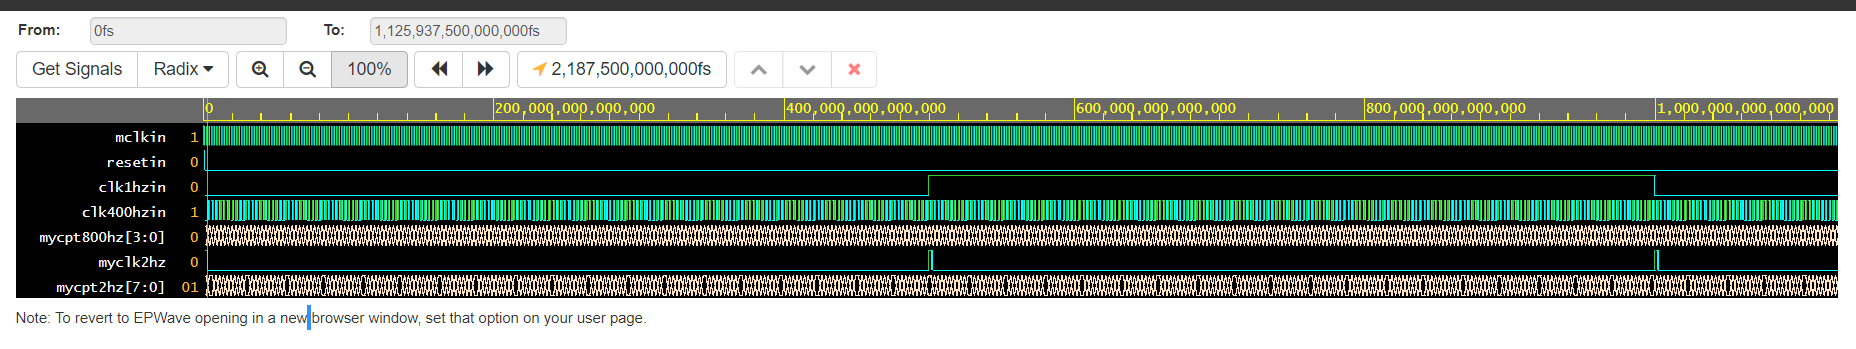 From: 0fs To: 1,125,937,500,000,000fs
Get Signals Radix 100% 2,187,500,000,000fs
0 200,000,000,000,000 400,000,000,000,000 600,000,000,000,000 800,000,000,000,000 1,000,000,000,000,000
mclkin 1
resetin 0
clk1hzin 0
clk400hzin 1
mycpt800hz[3:0] 0
myclk2hz 0
mycpt2hz[7:0] 01
Note: To revert to EPWave opening in a new browser window, set that option on your user page.